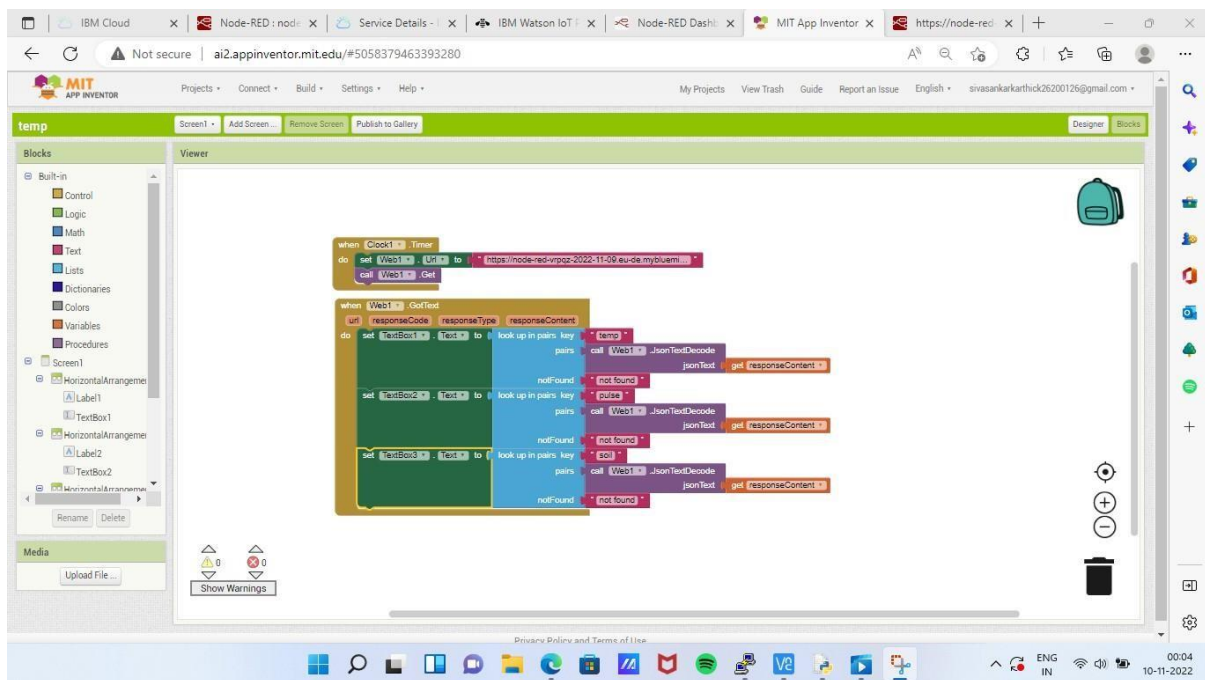 IBM Cloud
Node-RED : node
Service Details - I
IBM Watson IoT P
Node-RED Dashb
MIT App Inventor
https://node-red
Not secure | ai2.appinventor.mit.edu/#5058379463393280
MIT
APP INVENTOR
Projects Connect Build Settings Help
My Projects View Trash Guide Report an Issue English sivasankarkarthick26200126@gmail.com
temp
Screen1 Add Screen ... Remove Screen Publish to Gallery
Designer Blocks
Blocks
Viewer
Built-in
Control
Logic
Math
Text
Lists
Dictionaries
Colors
Variables
Procedures
Screen1
HorizontalArrangemen
Label1
TextBox1
HorizontalArrangemen
Label2
TextBox2
HorizontalArrangemen
Rename Delete
Media
Upload File ...
when Clock1 .Timer
do set Web1 . Url to " https://node-red-vrpqz-2022-11-09.eu-de.mybluemi... "
call Web1 .Get
when Web1 .GotText
url responseCode responseType responseContent
do set TextBox1 . Text to look up in pairs key " temp "
pairs call Web1 .JsonTextDecode
jsonText get responseContent
notFound " not found "
set TextBox2 . Text to look up in pairs key " pulse "
pairs call Web1 .JsonTextDecode
jsonText get responseContent
notFound " not found "
set TextBox3 . Text to look up in pairs key " soil "
pairs call Web1 .JsonTextDecode
jsonText get responseContent
notFound " not found "
0 0
Show Warnings
Privacy Policy and Terms of Use
ENG
IN
00:04
10-11-2022